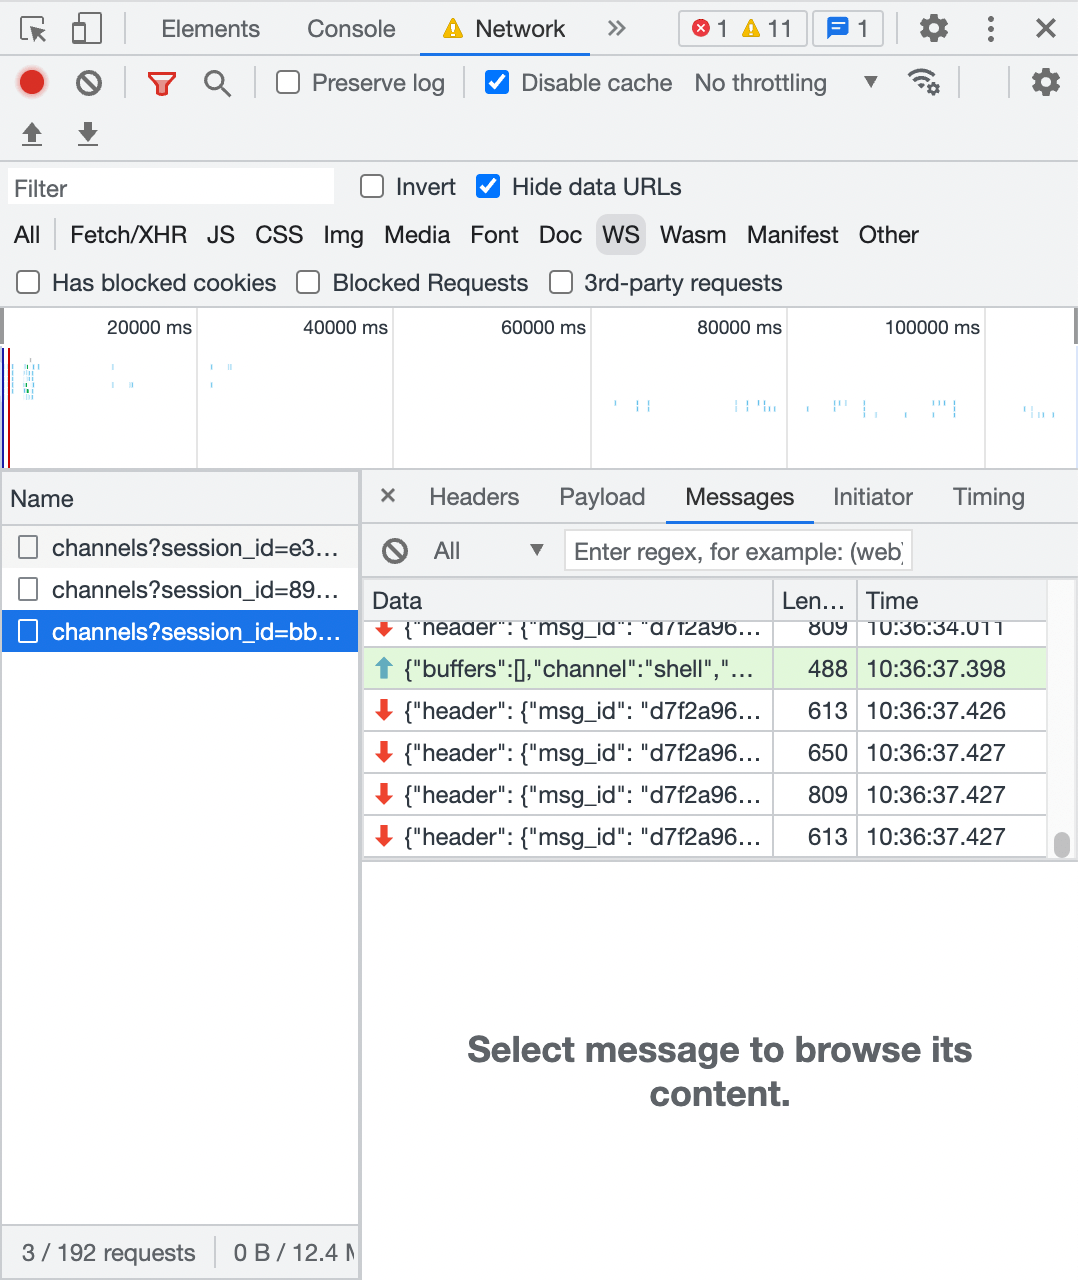 Elements Console Network 1 11 1
Preserve log Disable cache No throttling
Filter Invert Hide data URLs
All Fetch/XHR JS CSS Img Media Font Doc WS Wasm Manifest Other
Has blocked cookies Blocked Requests 3rd-party requests
20000 ms 40000 ms 60000 ms 80000 ms 100000 ms
Name
channels?session_id=e3...
channels?session_id=89...
channels?session_id=bb...
3 / 192 requests 0 B / 12.4 M
Headers Payload Messages Initiator Timing
All Enter regex, for example: (web)
Data Len... Time
{"header": {"msg_id": "d7f2a96... 809 10:36:34.011
{"buffers":[],"channel":"shell","... 488 10:36:37.398
{"header": {"msg_id": "d7f2a96... 613 10:36:37.426
{"header": {"msg_id": "d7f2a96... 650 10:36:37.427
{"header": {"msg_id": "d7f2a96... 809 10:36:37.427
{"header": {"msg_id": "d7f2a96... 613 10:36:37.427
Select message to browse its
content.